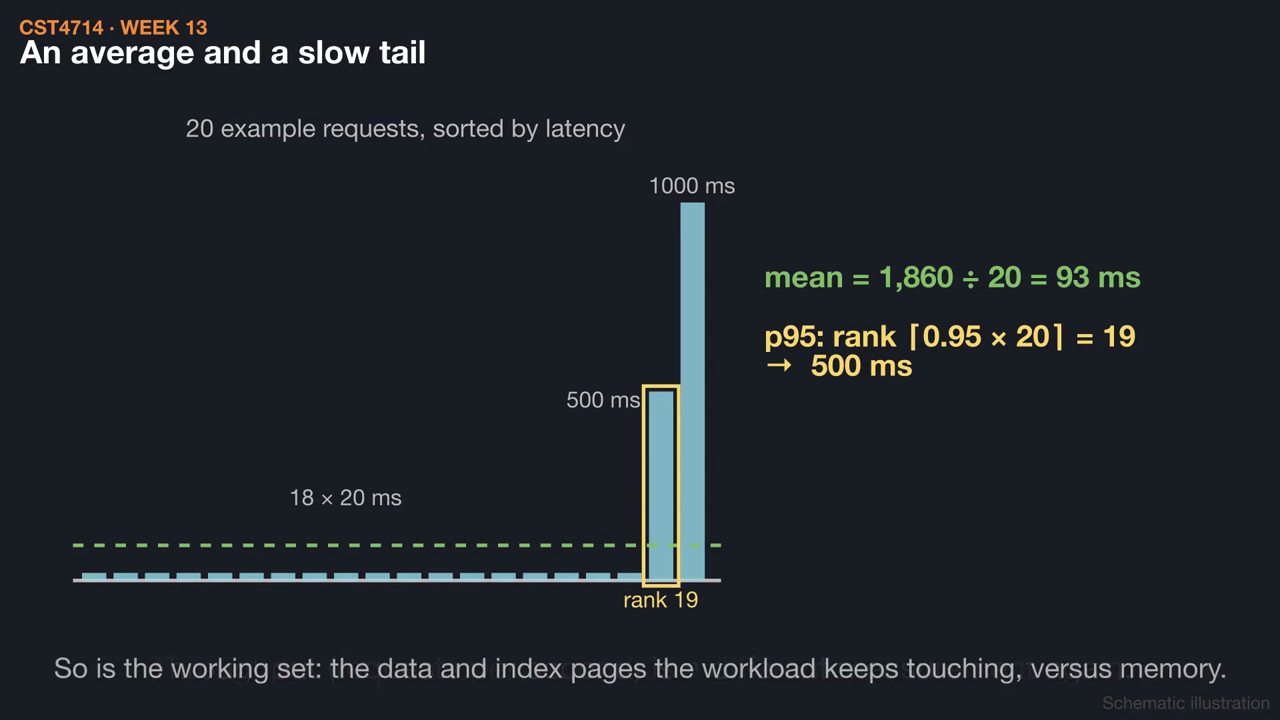 CST4714 · WEEK 13
An average and a slow tail
20 example requests, sorted by latency
1000 ms
mean = 1,860 ÷ 20 = 93 ms
p95: rank ⌈0.95 × 20⌉ = 19
→ 500 ms
500 ms
18 × 20 ms
rank 19
So is the working set: the data and index pages the workload keeps touching, versus memory.
Schematic illustration